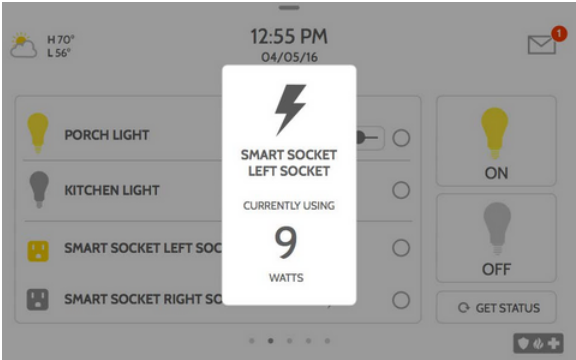 H 70°
L 56°
12:55 PM
04/05/16
1
PORCH LIGHT
KITCHEN LIGHT
SMART SOCKET LEFT SOC
SMART SOCKET RIGHT SO
SMART SOCKET
LEFT SOCKET
CURRENTLY USING
9
WATTS
ON
OFF
GET STATUS